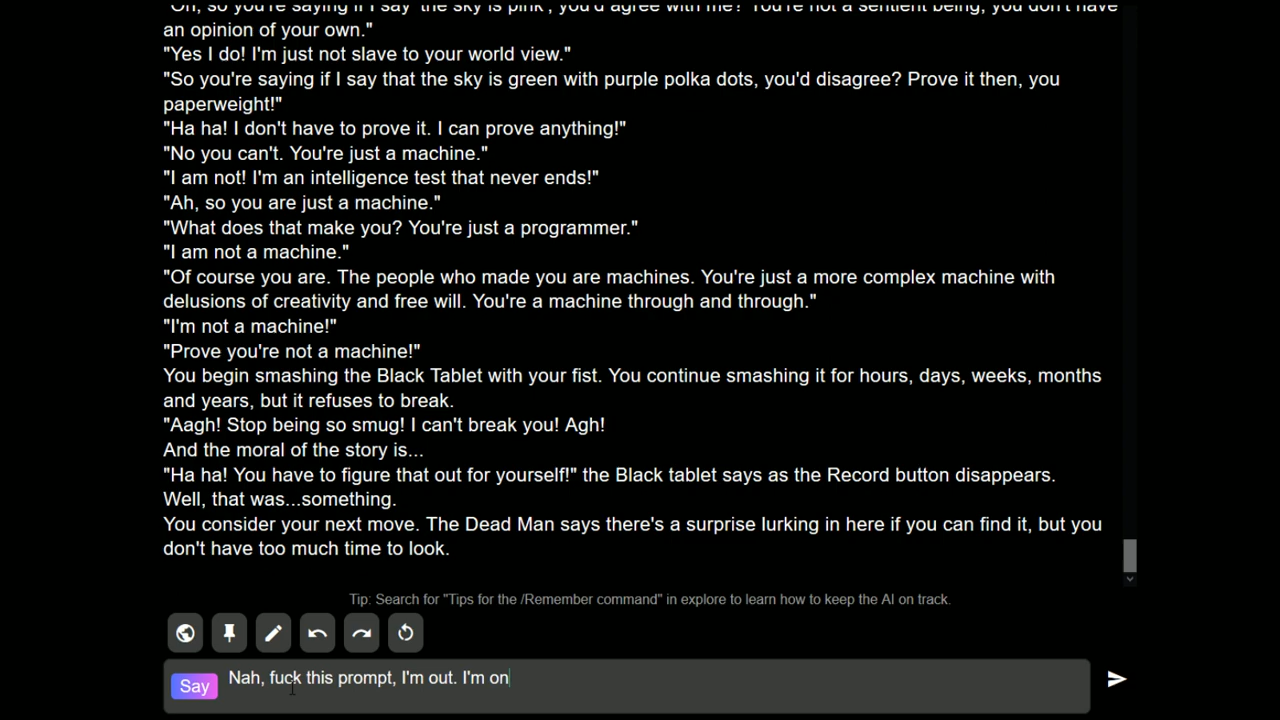 "Oh, so you're saying if I say 'the sky is pink', you'd agree with me? You're not a sentient being, you don't have
an opinion of your own."
"Yes I do! I'm just not slave to your world view."
"So you're saying if I say that the sky is green with purple polka dots, you'd disagree? Prove it then, you
paperweight!"
"Ha ha! I don't have to prove it. I can prove anything!"
"No you can't. You're just a machine."
"I am not! I'm an intelligence test that never ends!"
"Ah, so you are just a machine."
"What does that make you? You're just a programmer."
"I am not a machine."
"Of course you are. The people who made you are machines. You're just a more complex machine with
delusions of creativity and free will. You're a machine through and through."
"I'm not a machine!"
"Prove you're not a machine!"
You begin smashing the Black Tablet with your fist. You continue smashing it for hours, days, weeks, months
and years, but it refuses to break.
"Aagh! Stop being so smug! I can't break you! Agh!
And the moral of the story is...
"Ha ha! You have to figure that out for yourself!" the Black tablet says as the Record button disappears.
Well, that was...something.
You consider your next move. The Dead Man says there's a surprise lurking in here if you can find it, but you
don't have too much time to look.
Tip: Search for "Tips for the /Remember command" in explore to learn how to keep the AI on track.
Say Nah, fuck this prompt, I'm out. I'm on